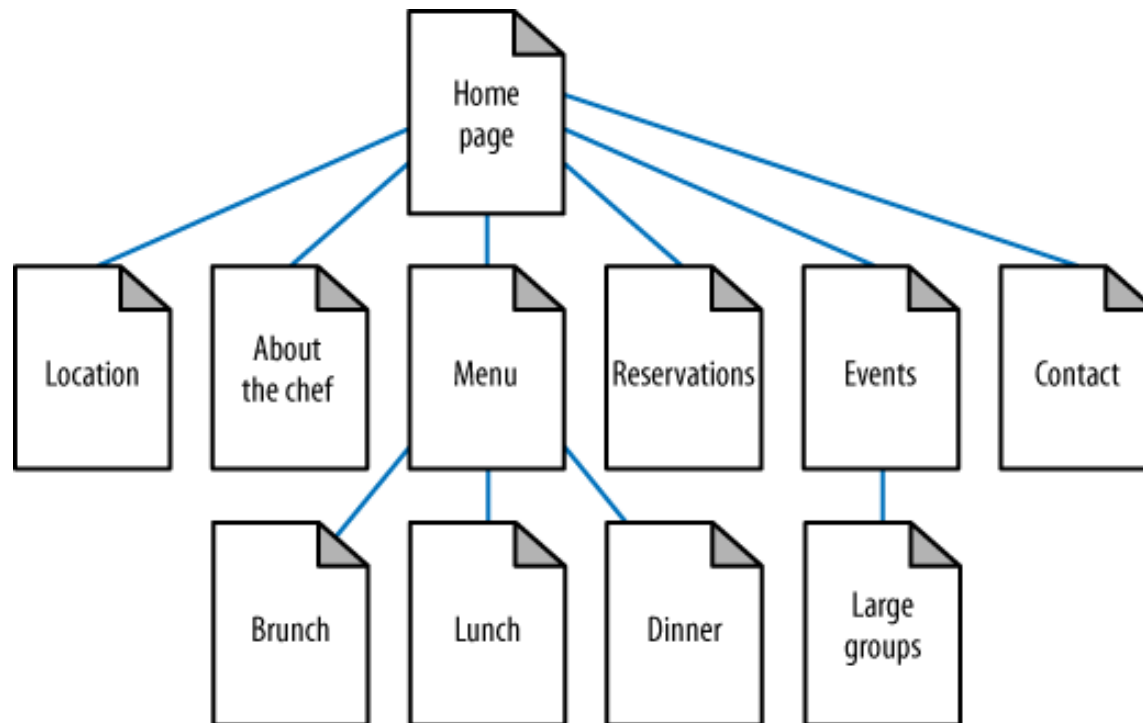 Home
page
Location
About
the chef
Menu
Reservations
Events
Contact
Brunch
Lunch
Dinner
Large
groups